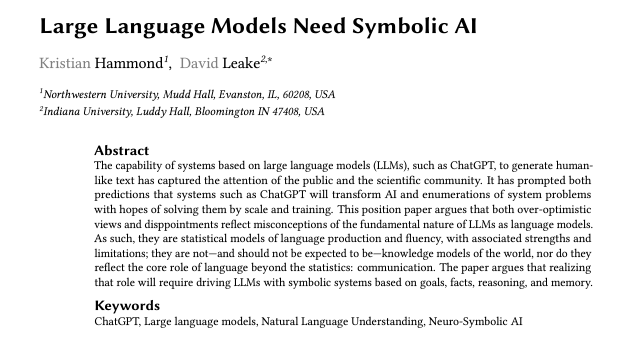 Large Language Models Need Symbolic AI
Kristian Hammond1, David Leake2,*
1Northwestern University, Mudd Hall, Evanston, IL, 60208, USA
2Indiana University, Luddy Hall, Bloomington IN 47408, USA
Abstract
The capability of systems based on large language models (LLMs), such as ChatGPT, to generate human-
like text has captured the attention of the public and the scientific community. It has prompted both
predictions that systems such as ChatGPT will transform AI and enumerations of system problems
with hopes of solving them by scale and training. This position paper argues that both over-optimistic
views and disppointments reflect misconceptions of the fundamental nature of LLMs as language models.
As such, they are statistical models of language production and fluency, with associated strengths and
limitations; they are not—and should not be expected to be—knowledge models of the world, nor do they
reflect the core role of language beyond the statistics: communication. The paper argues that realizing
that role will require driving LLMs with symbolic systems based on goals, facts, reasoning, and memory.
Keywords
ChatGPT, Large language models, Natural Language Understanding, Neuro-Symbolic AI